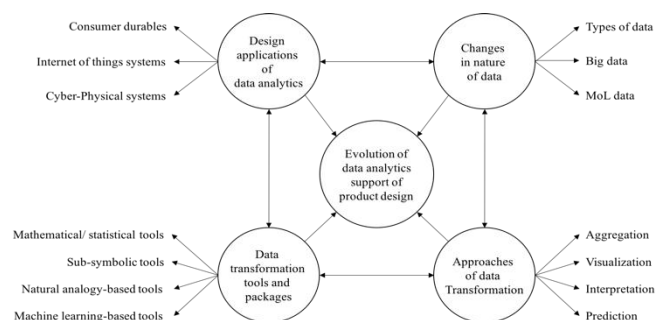 Consumer durables
Internet of things systems
Cyber-Physical systems
Design
applications
of
data analytics
Changes
in nature
of data
Types of data
Big data
MoL data
Evolution of
data analytics
support of
product design
Mathematical/ statistical tools
Sub-symbolic tools
Natural analogy-based tools
Machine learning-based tools
Data
transformation
tools and
packages
Approaches
of data
Transformation
Aggregation
Visualization
Interpretation
Prediction